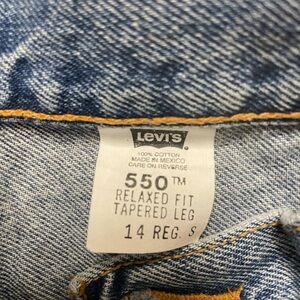 LEVI'S
100% COTTON
MADE IN MEXICO
CARE ON REVERSE
550™
RELAXED FIT
TAPERED LEG
14 REG S